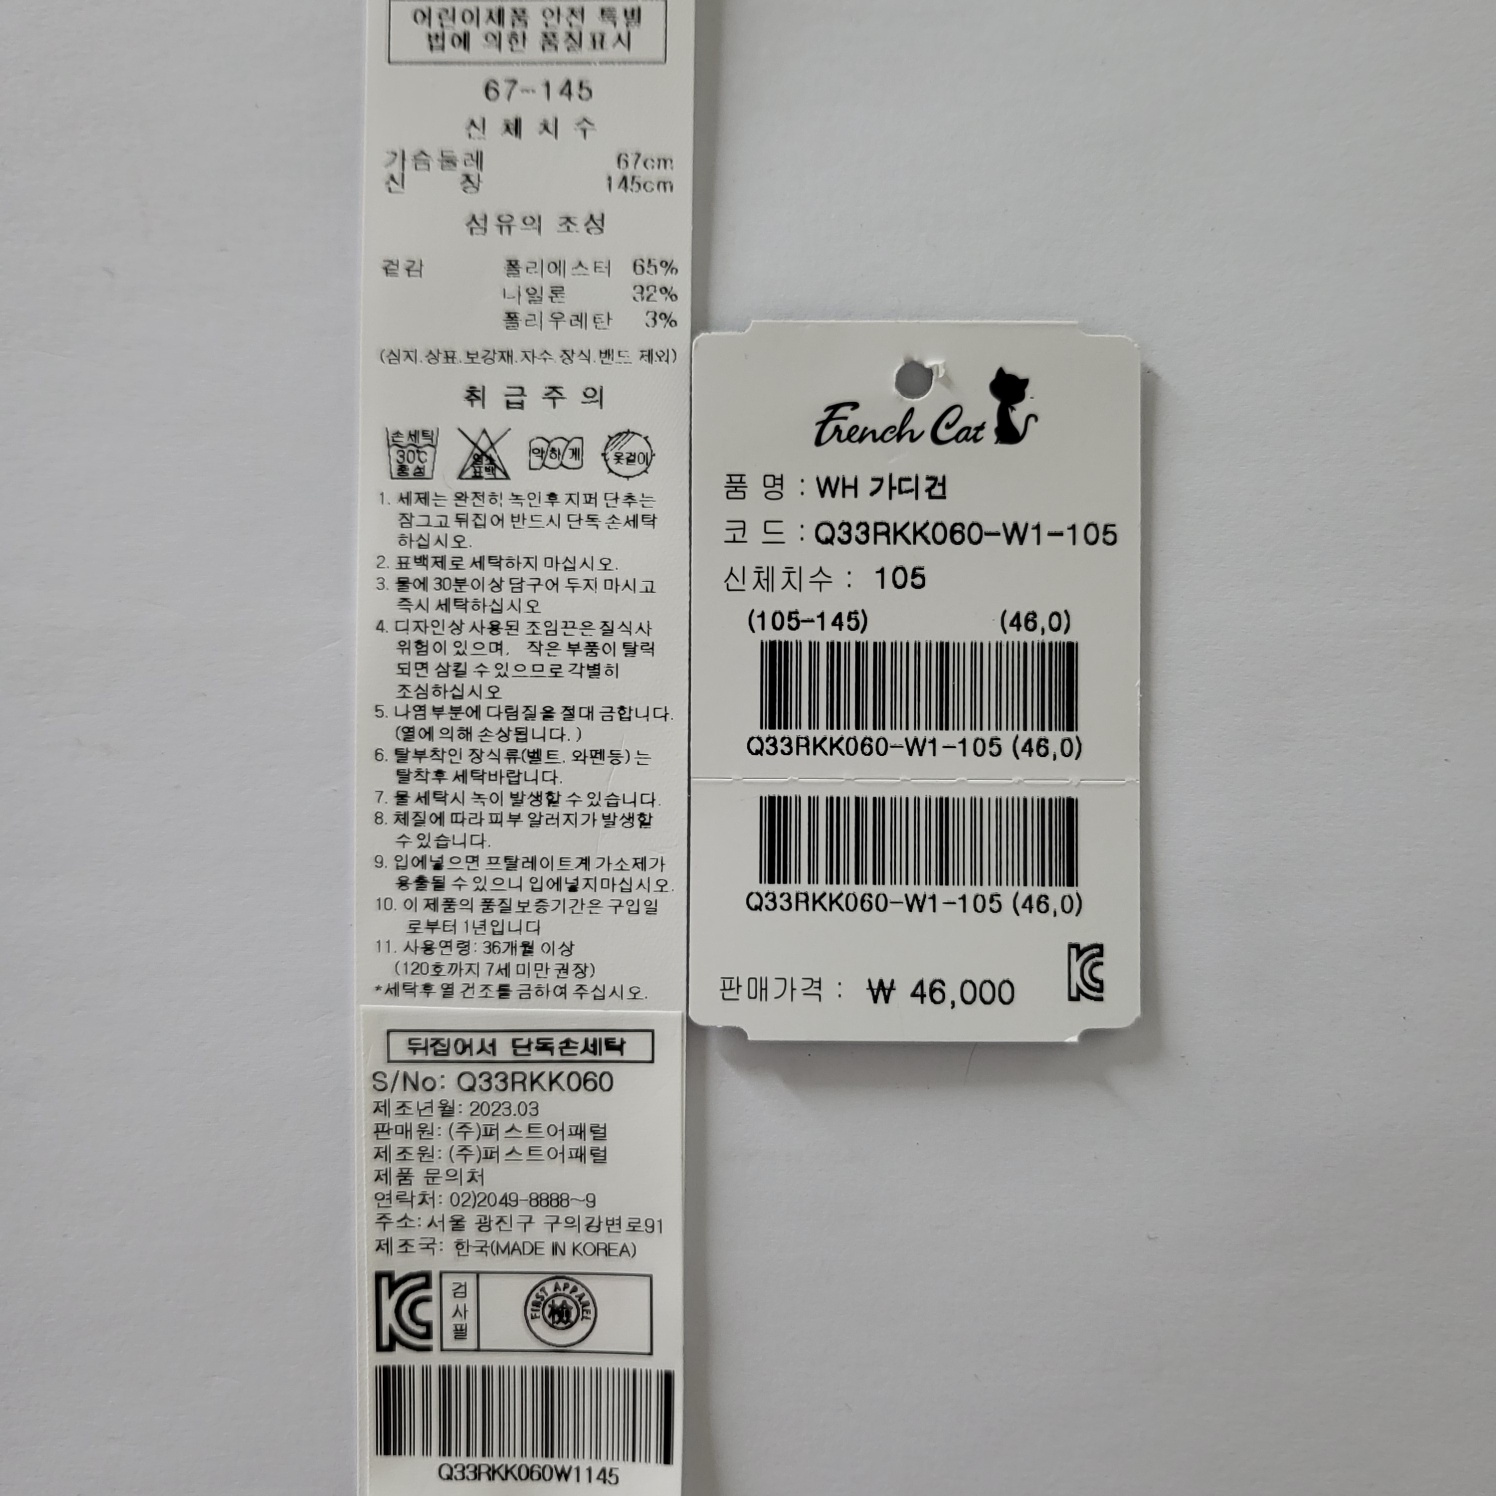 어린이제품 안전 특별
법에 의한 품질표시
67-145
신 체 치 수
가슴둘레 67cm
신 장 145cm
섬유의 조성
겉감 폴리에스터 65%
나일론 32%
폴리우레탄 3%
(심지.상표.보강재.자수.장식.밴드 제외)
취 급 주 의
손세탁
30℃
중성
염소
표백
약하게
옷걸이
1. 세제는 완전히 녹인후 지퍼 단추는
잠그고 뒤집어 반드시 단독 손세탁
하십시오.
2. 표백제로 세탁하지 마십시오.
3. 물에 30분이상 담구어 두지 마시고
즉시 세탁하십시오
4. 디자인상 사용된 조임끈은 질식사
위험이 있으며, 작은 부품이 탈락
되면 삼킬 수 있으므로 각별히
조심하십시오
5. 나염부분에 다림질을 절대 금합니다.
(열에 의해 손상됩니다.)
6. 탈부착인 장식류(벨트, 와펜등)는
탈착후 세탁바랍니다.
7. 물 세탁시 녹이 발생할 수 있습니다.
8. 체질에 따라 피부 알러지가 발생할
수 있습니다.
9. 입에넣으면 프탈레이트계 가소제가
용출될 수 있으니 입에넣지마십시오.
10. 이 제품의 품질보증기간은 구입일
로부터 1년입니다
11. 사용연령: 36개월 이상
(120호까지 7세 미만 권장)
*세탁후 열 건조를 금하여 주십시오.
뒤집어서 단독손세탁
S/No: Q33RKK060
제조년월: 2023.03
판매원: (주)퍼스트어패럴
제조원: (주)퍼스트어패럴
제품 문의처
연락처: 02)2049-8888~9
주소: 서울 광진구 구의강변로91
제조국: 한국(MADE IN KOREA)
KC 검사필 FIRST APPAREL 檢
Q33RKK060W1145
French Cat
품 명 : WH 가디건
코 드 : Q33RKK060-W1-105
신체치수 : 105
(105-145) (46,0)
Q33RKK060-W1-105 (46,0)
Q33RKK060-W1-105 (46,0)
판매가격 : ₩ 46,000 KC